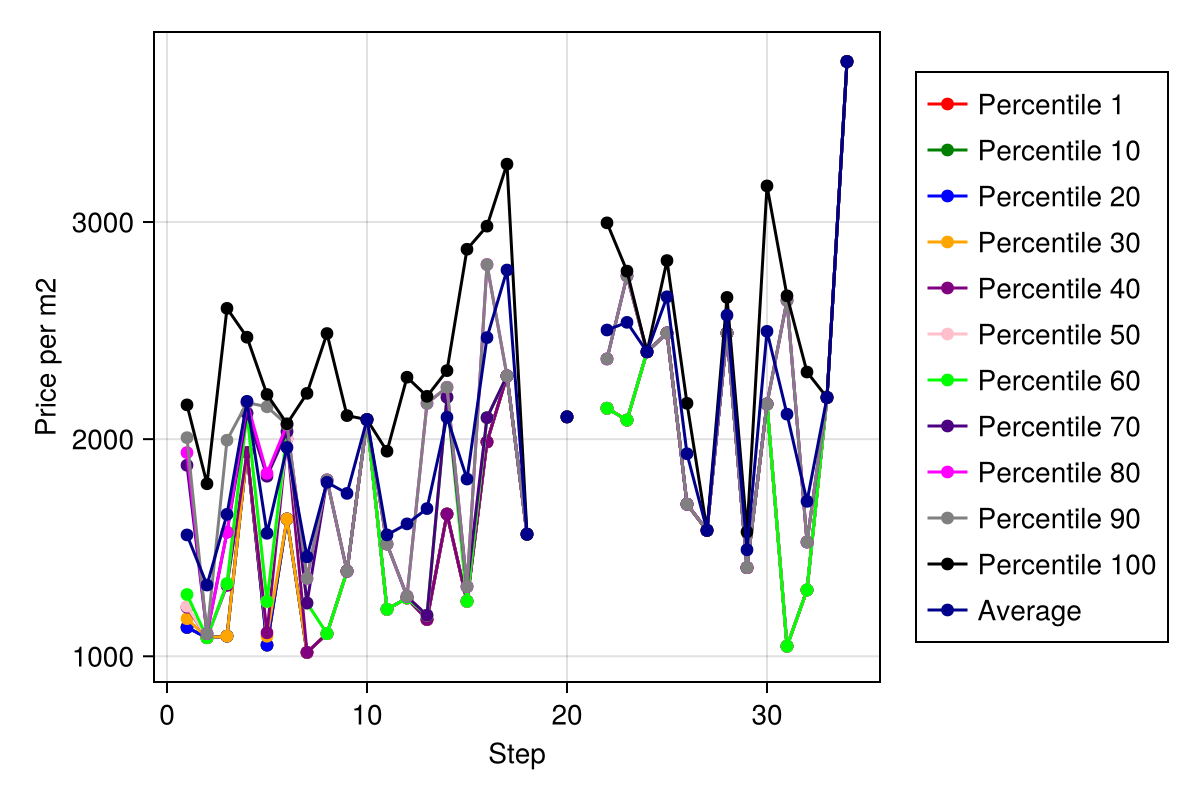 Price per m2
3000
2000
1000
0
10
20
30
Step
Percentile 1
Percentile 10
Percentile 20
Percentile 30
Percentile 40
Percentile 50
Percentile 60
Percentile 70
Percentile 80
Percentile 90
Percentile 100
Average